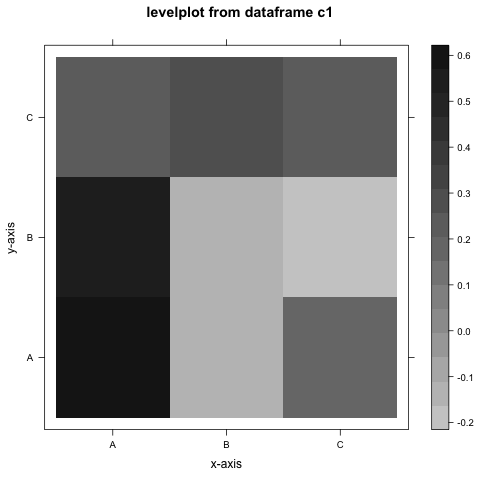 levelplot from dataframe c1
0.6
0.5
0.4
0.3
0.2
0.1
0.0
-0.1
-0.2
C
B
A
y-axis
A B C
x-axis